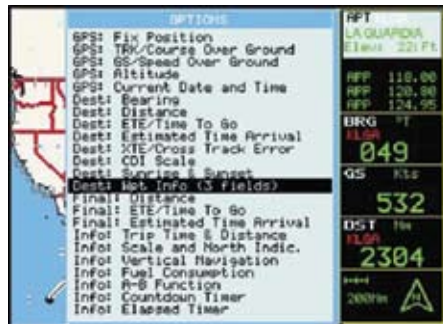 OPTIONS
GPS: Fix Position
GPS: TRK/Course Over Ground
GPS: GS/Speed Over Ground
GPS: Altitude
GPS: Current Date and Time
Dest: Bearing
Dest: Distance
Dest: ETE/Time To Go
Dest: Estimated Time Arrival
Dest: XTE/Cross Track Error
Dest: CDI Scale
Dest: Sunrise & Sunset
Dest: Wpt Info (3 fields)
Final: Distance
Final: ETE/Time To Go
Final: Estimated Time Arrival
Info: Trip Time & Distance
Info: Scale and North Indic.
Info: Vertical Navigation
Info: Fuel Consumption
Info: A-B Function
Info: Countdown Timer
Info: Elapsed Timer
APT
LA GUARDIA
Elev: 22 Ft
APP 118.00
APP 120.80
APP 124.95
BRG °T
KLGA
049
GS Kts
532
DST Nm
KLGA
2304
200Nm
N